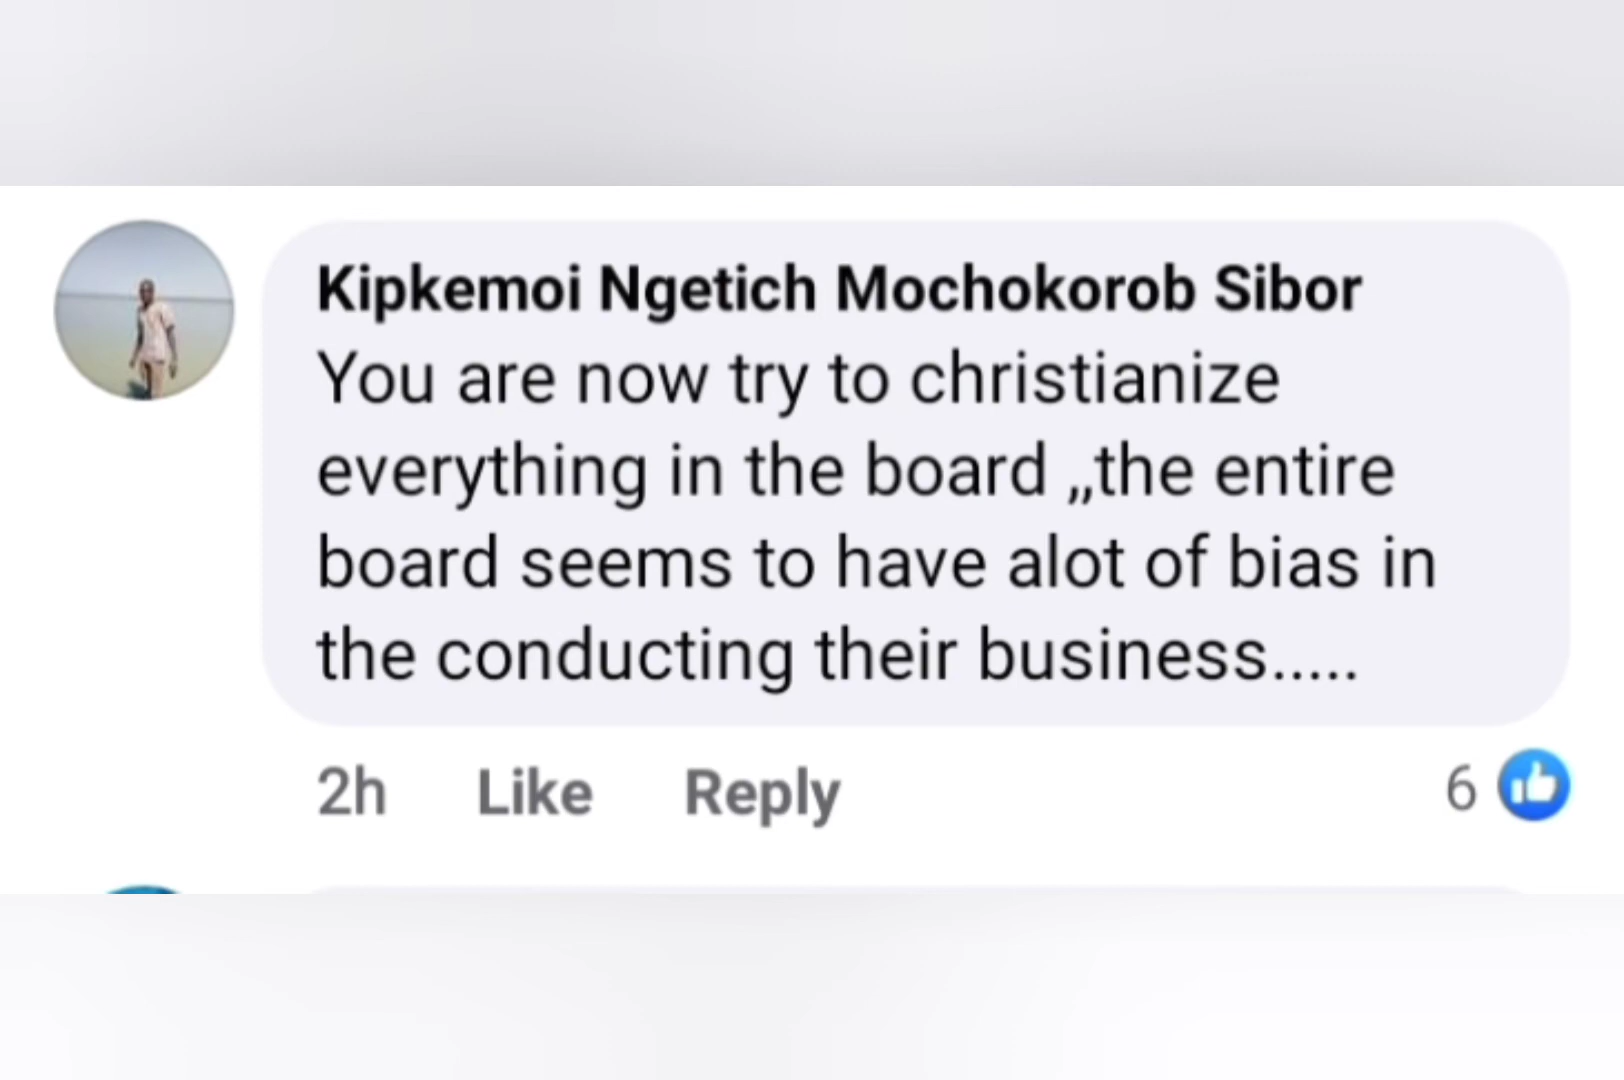 Kipkemoi Ngetich Mochokorob Sibor
You are now try to christianize
everything in the board ,,the entire
board seems to have alot of bias in
the conducting their business.....
2h Like Reply 6